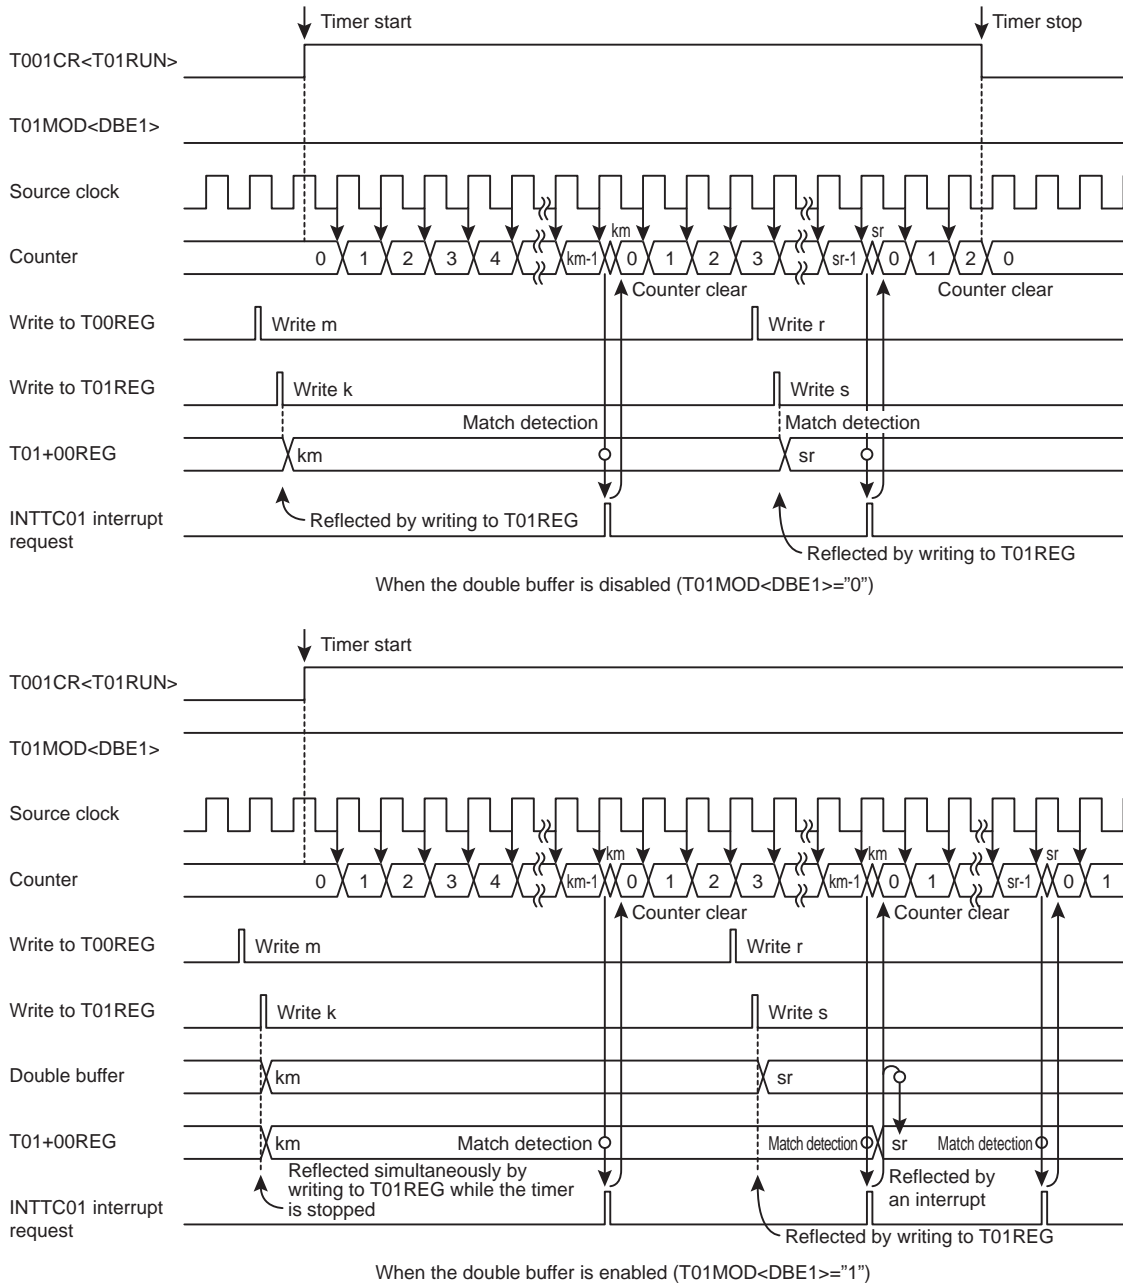 Timer start
Timer stop
T001CR<T01RUN>
T01MOD<DBE1>
Source clock
km
sr
Counter
0 1 2 3 4 km-1 0 1 2 3 sr-1 0 1 2 0
Counter clear
Counter clear
Write to T00REG
Write m
Write r
Write to T01REG
Write k
Write s
Match detection
Match detection
T01+00REG
km
sr
INTTC01 interrupt
request
Reflected by writing to T01REG
Reflected by writing to T01REG
When the double buffer is disabled (T01MOD<DBE1>=”0”)
Timer start
T001CR<T01RUN>
T01MOD<DBE1>
Source clock
km
km
sr
Counter
0 1 2 3 4 km-1 0 1 2 3 km-1 0 1 sr-1 0 1
Counter clear
Counter clear
Write to T00REG
Write m
Write r
Write to T01REG
Write k
Write s
Double buffer
km
sr
T01+00REG
km
Match detection
Match detection
sr
Match detection
Reflected simultaneously by
writing to T01REG while the timer
is stopped
Reflected by
an interrupt
INTTC01 interrupt
request
Reflected by writing to T01REG
When the double buffer is enabled (T01MOD<DBE1>=”1”)